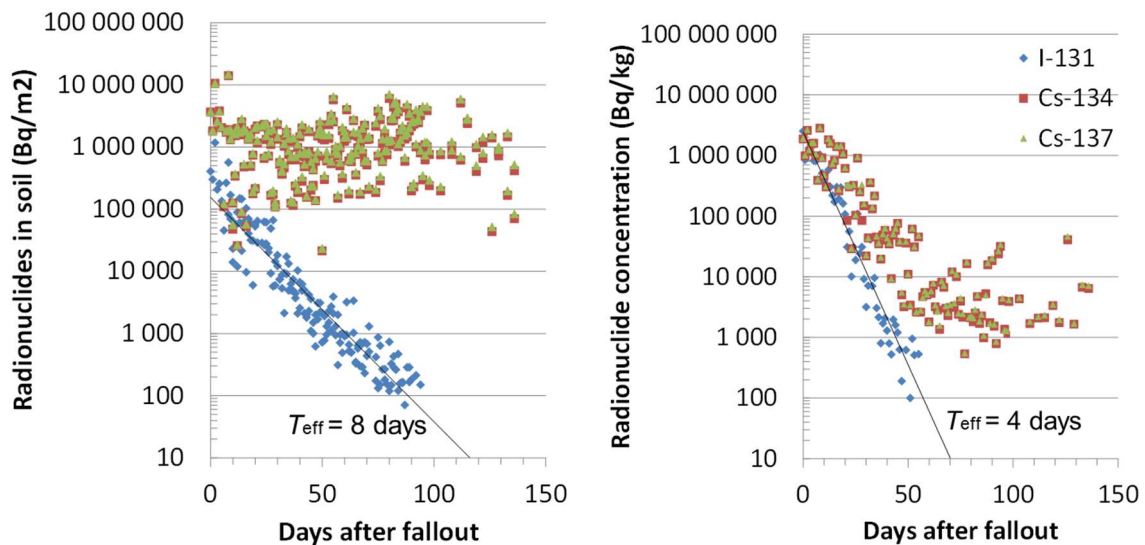 Radionuclides in soil (Bq/m2)
100 000 000
10 000 000
1 000 000
100 000
10 000
1 000
100
10
T eff = 8 days
0
50
100
150
Days after fallout
Radionuclide concentration (Bq/kg)
100 000 000
10 000 000
1 000 000
100 000
10 000
1 000
100
10
I-131
Cs-134
Cs-137
T eff = 4 days
0
50
100
150
Days after fallout